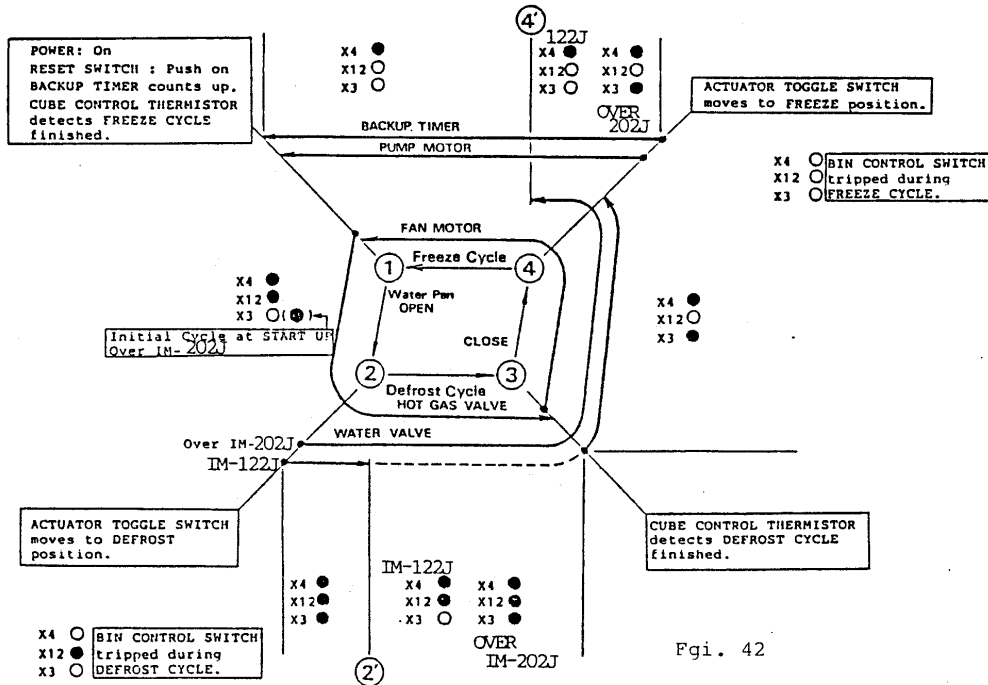 POWER: On
RESET SWITCH : Push on
BACKUP TIMER counts up.
CUBE CONTROL THERMISTOR
detects FREEZE CYCLE
finished.
X4
X12
X3
4'
122J
X4
X12
X3
X4
X12
X3
OVER
202J
ACTUATOR TOGGLE SWITCH
moves to FREEZE position.
BACKUP TIMER
PUMP MOTOR
X4
X12
X3
BIN CONTROL SWITCH
tripped during
FREEZE CYCLE.
FAN MOTOR
1
Freeze Cycle
4
Water Pan
OPEN
CLOSE
X4
X12
X3 ( )
Initial Cycle at START UP
Over IM-202J
X4
X12
X3
2
Defrost Cycle
3
HOT GAS VALVE
WATER VALVE
Over IM-202J
IM-122J
ACTUATOR TOGGLE SWITCH
moves to DEFROST
position.
CUBE CONTROL THERMISTOR
detects DEFROST CYCLE
finished.
X4
X12
X3
IM-122J
X4
X12
X3
X4
X12
X3
OVER
IM-202J
X4
X12
X3
BIN CONTROL SWITCH
tripped during
DEFROST CYCLE.
2'
Fgi. 42